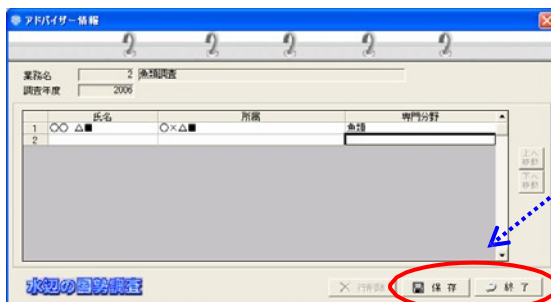 アドバイザー情報
業務名 2 魚類調査
調査年度 2006
氏名 所属 専門分野
1 〇〇 △■ 〇×△■ 魚類
2
上へ移動
下へ移動
水辺の国勢調査
行削除 保存 終了